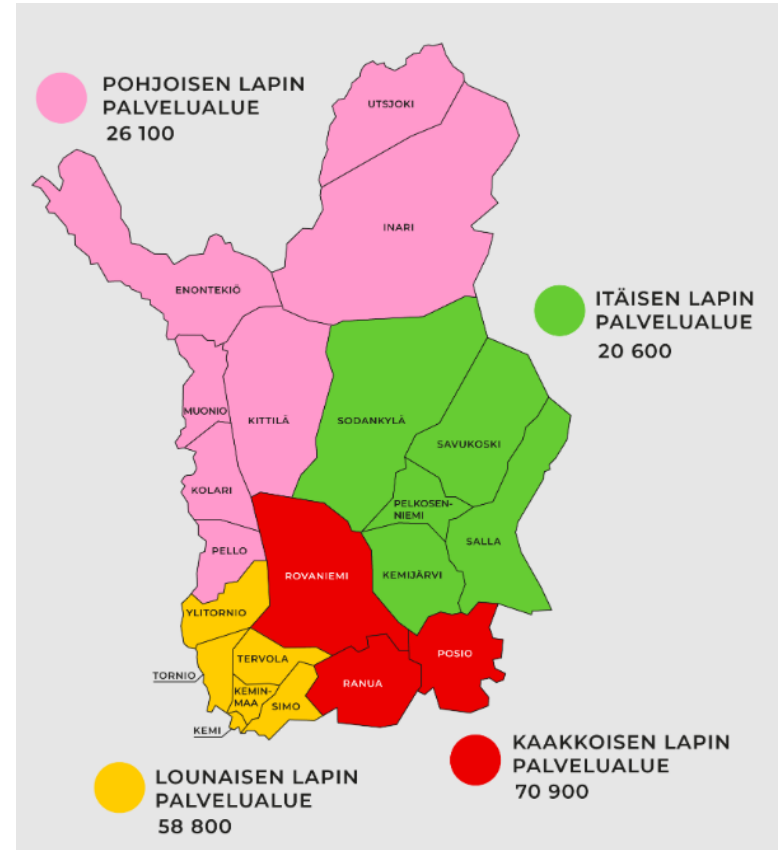 POHJOISEN LAPIN
PALVELUALUE
26 100
UTSJOKI
INARI
ENONTEKIÖ
ITÄISEN LAPIN
PALVELUALUE
20 600
MUONIO
KITTILÄ
SODANKYLÄ
SAVUKOSKI
KOLARI
PELKOSEN-
NIEMI
SALLA
PELLO
ROVANIEMI
KEMIJÄRVI
YLITORNIO
TERVOLA
POSIO
TORNIO
KEMIN-
MAA
RANUA
SIMO
KEMI
KAAKKOISEN LAPIN
PALVELUALUE
70 900
LOUNAISEN LAPIN
PALVELUALUE
58 800